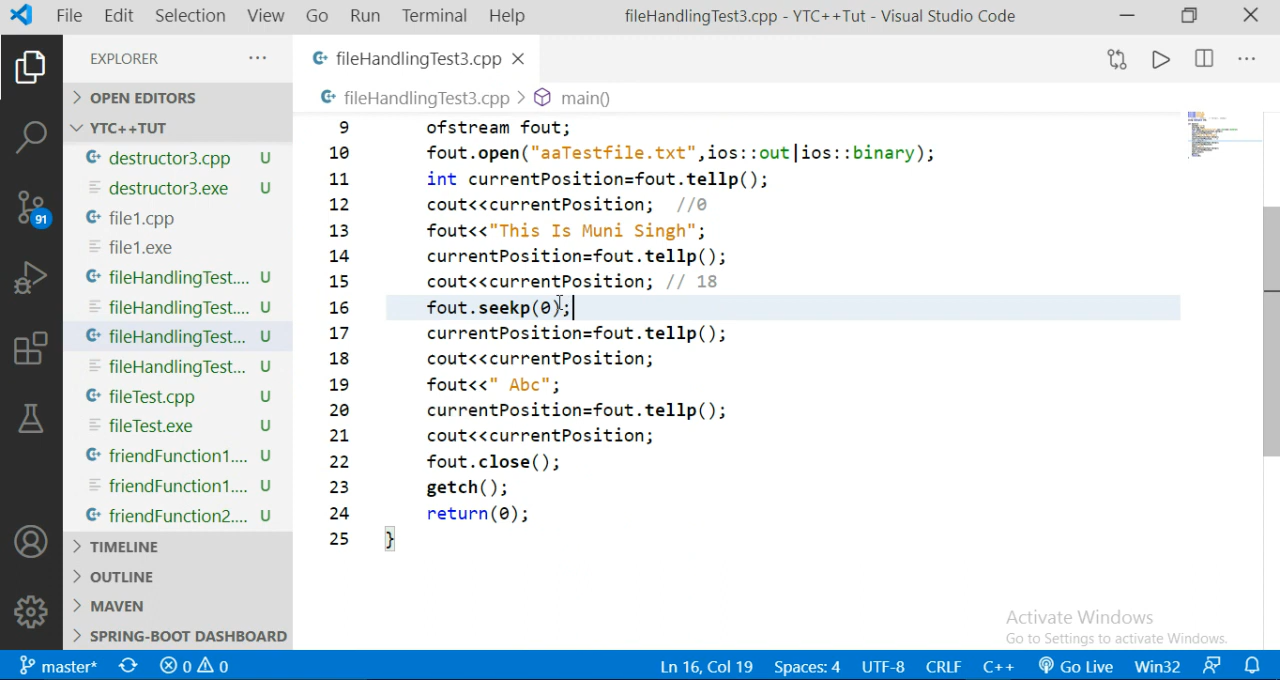 File Edit Selection View Go Run Terminal Help fileHandlingTest3.cpp - YTC++Tut - Visual Studio Code
EXPLORER ··· fileHandlingTest3.cpp
OPEN EDITORS fileHandlingTest3.cpp > main()
YTC++TUT
destructor3.cpp U
destructor3.exe U
file1.cpp
file1.exe
fileHandlingTest.... U
fileHandlingTest.... U
fileHandlingTest... U
fileHandlingTest... U
fileTest.cpp U
fileTest.exe U
friendFunction1.... U
friendFunction1.... U
friendFunction2.... U
TIMELINE
OUTLINE
MAVEN
SPRING-BOOT DASHBOARD
91
9 ofstream fout;
10 fout.open("aaTestfile.txt",ios::out|ios::binary);
11 int currentPosition=fout.tellp();
12 cout<<currentPosition; //0
13 fout<<"This Is Muni Singh";
14 currentPosition=fout.tellp();
15 cout<<currentPosition; // 18
16 fout.seekp(0);
17 currentPosition=fout.tellp();
18 cout<<currentPosition;
19 fout<<" Abc";
20 currentPosition=fout.tellp();
21 cout<<currentPosition;
22 fout.close();
23 getch();
24 return(0);
25 }
Activate Windows
Go to Settings to activate Windows.
master* 0 0 Ln 16, Col 19 Spaces: 4 UTF-8 CRLF C++ Go Live Win32